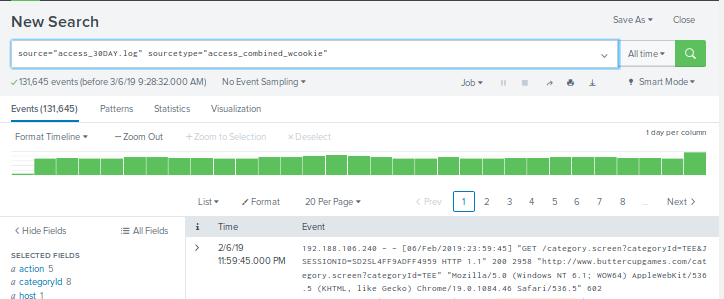 New Search
Save As
Close
source="access_30DAY.log" sourcetype="access_combined_wcookie"
All time
131,645 events (before 3/6/19 9:28:32.000 AM)
No Event Sampling
Job
Smart Mode
Events (131,645)
Patterns
Statistics
Visualization
Format Timeline
— Zoom Out
+ Zoom to Selection
× Deselect
1 day per column
List
Format
20 Per Page
< Prev
1
2
3
4
5
6
7
8
...
Next >
< Hide Fields
All Fields
i
Time
Event
SELECTED FIELDS
a action 5
a categoryId 8
a host 1
>
2/6/19
11:59:45.000 PM
192.188.106.240 - - [06/Feb/2019:23:59:45] "GET /category.screen?categoryId=TEE&J
SESSIONID=SD2SL4FF9ADFF4959 HTTP 1.1" 200 2958 "http://www.buttercupgames.com/cat
egory.screen?categoryId=TEE" "Mozilla/5.0 (Windows NT 6.1; WOW64) AppleWebKit/536
.5 (KHTML, like Gecko) Chrome/19.0.1084.46 Safari/536.5" 602